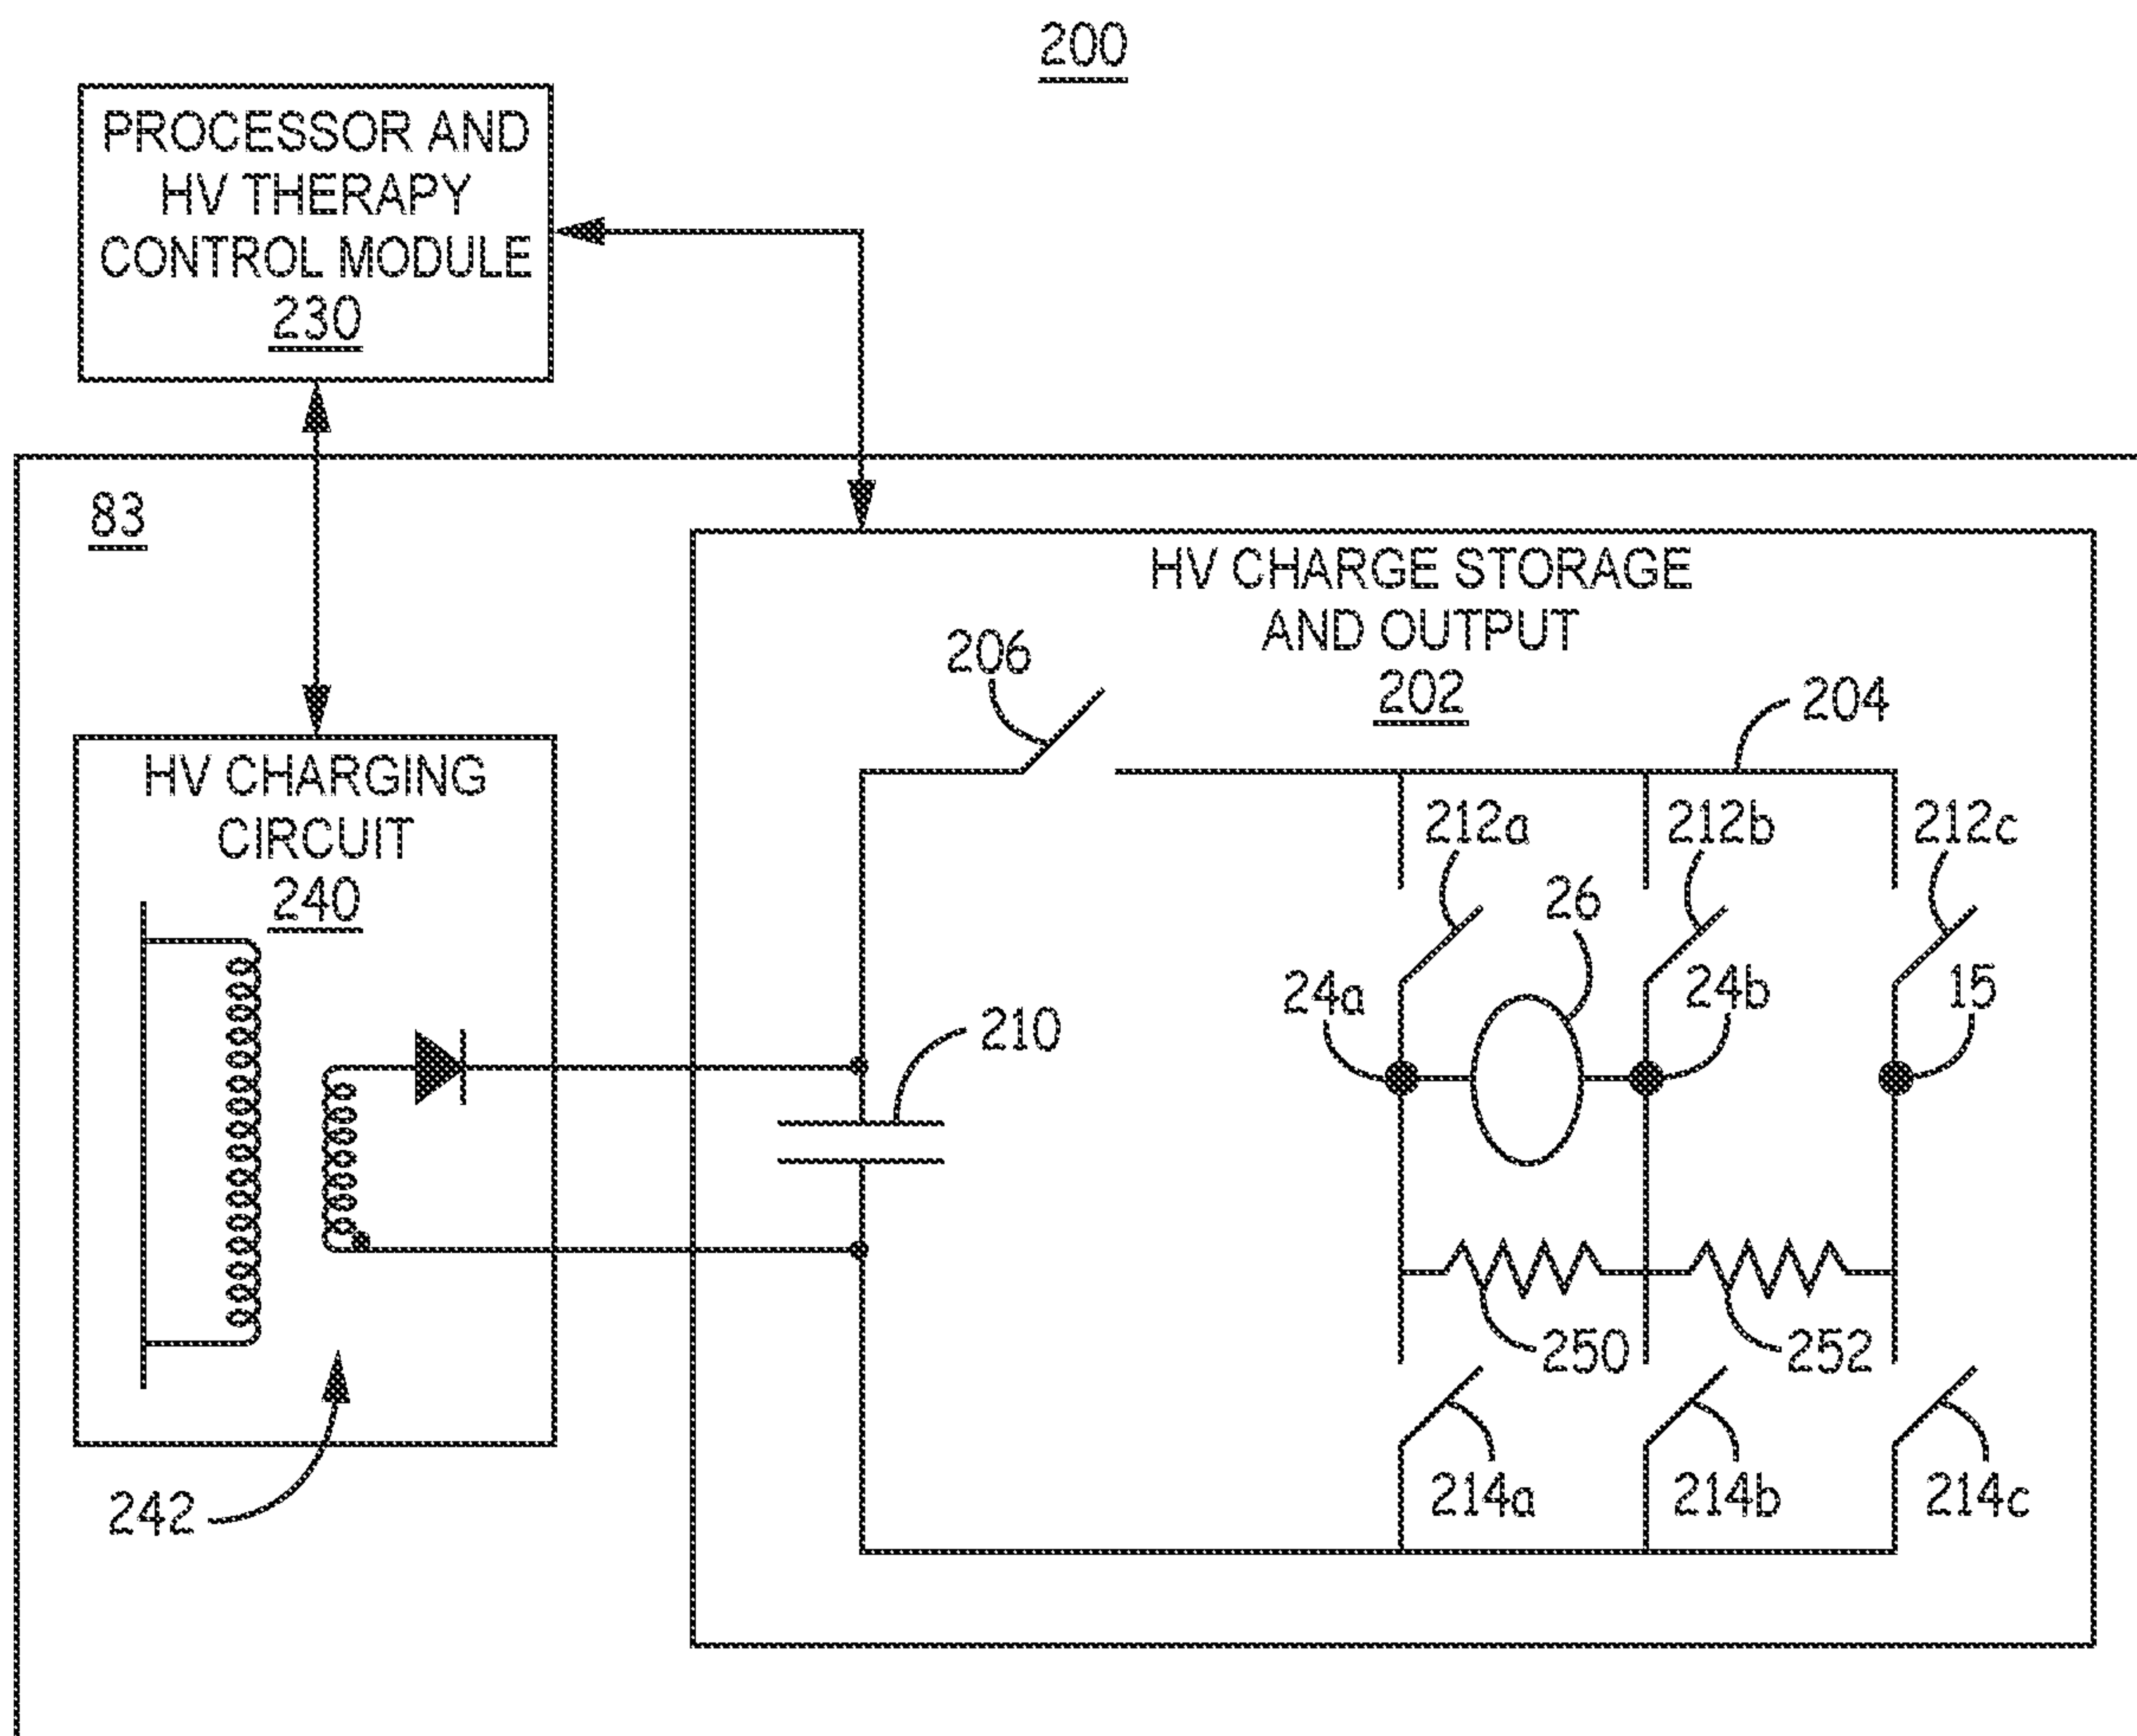 200
PROCESSOR AND
HV THERAPY
CONTROL MODULE
230
83
HV CHARGE STORAGE
AND OUTPUT
202
206
204
HV CHARGING
CIRCUIT
240
212a
212b
212c
26
24a
24b
15
210
250
252
214a
214b
214c
242